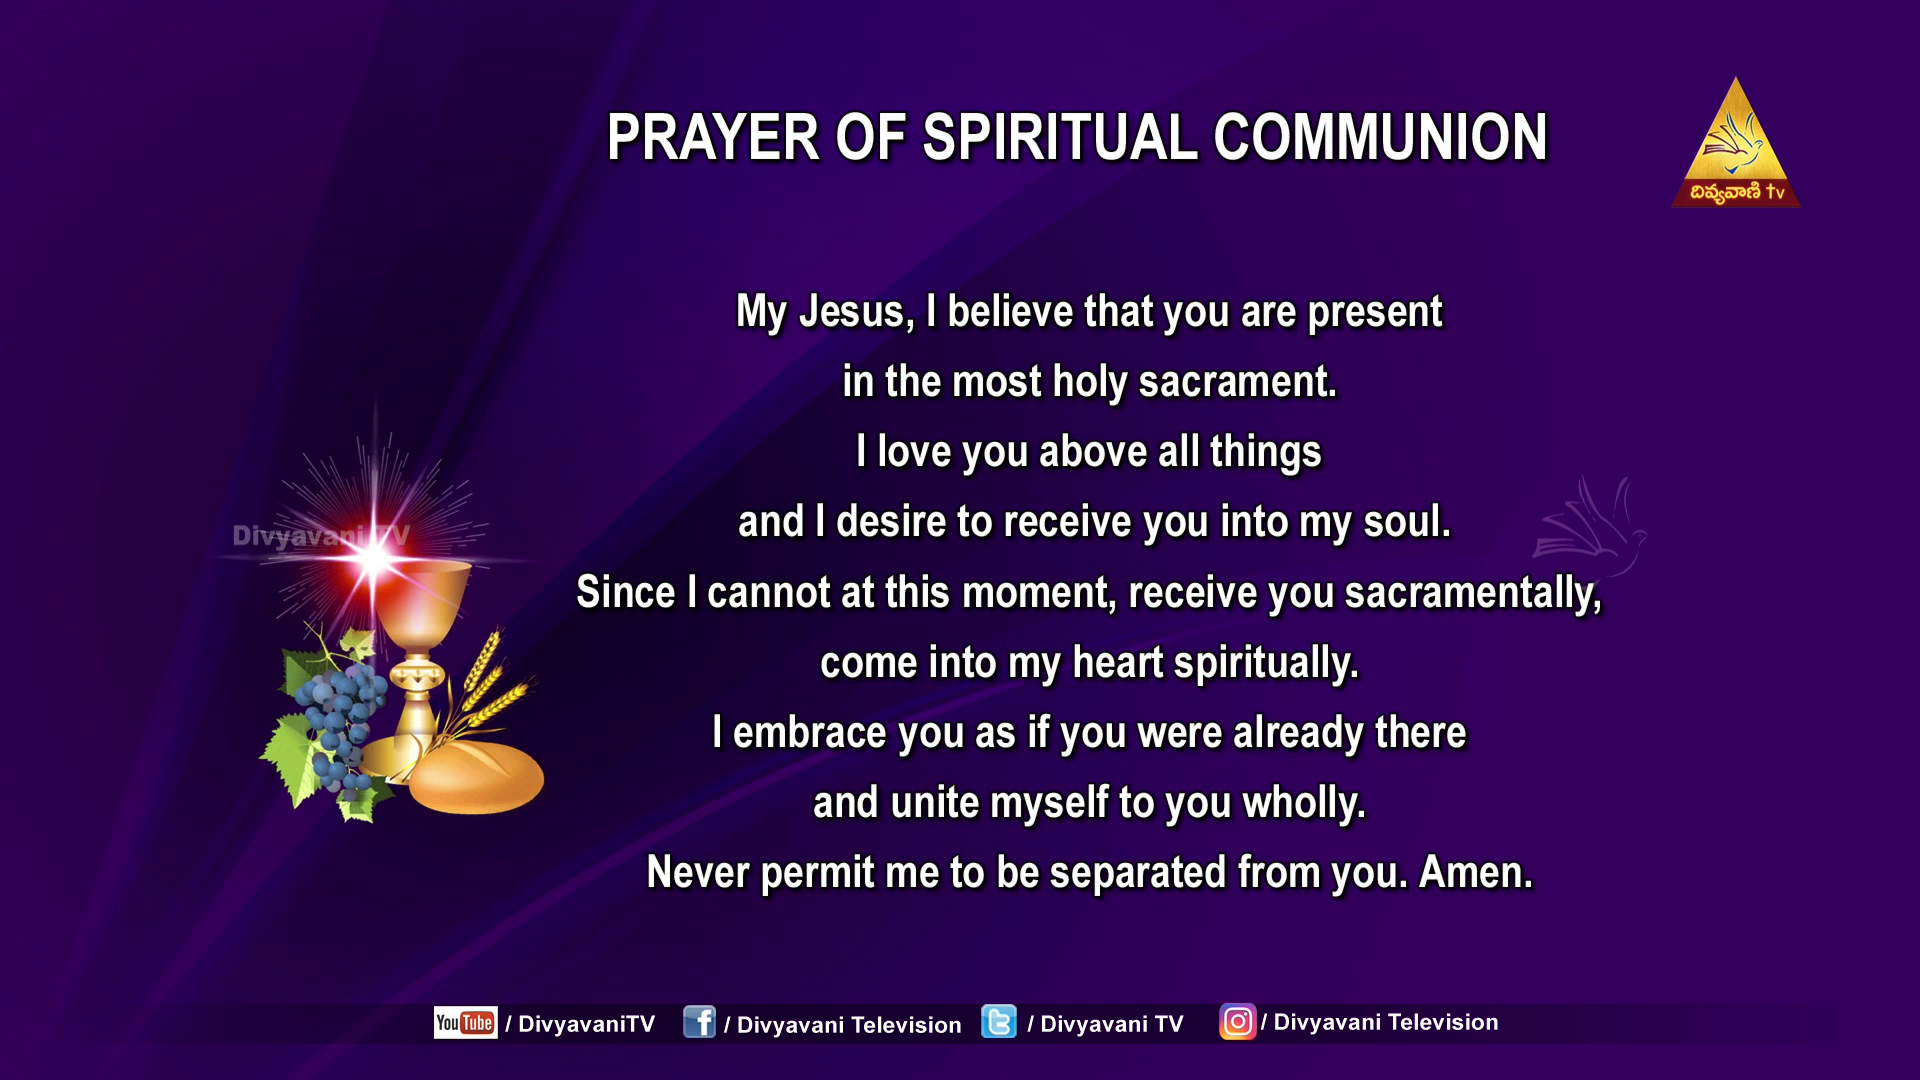 PRAYER OF SPIRITUAL COMMUNION
దివ్యవాణి tv
My Jesus, I believe that you are present
in the most holy sacrament.
I love you above all things
and I desire to receive you into my soul.
Since I cannot at this moment, receive you sacramentally,
come into my heart spiritually.
I embrace you as if you were already there
and unite myself to you wholly.
Never permit me to be separated from you. Amen.
Divyavani TV
YouTube / DivyavaniTV f / Divyavani Television / Divyavani TV / Divyavani Television